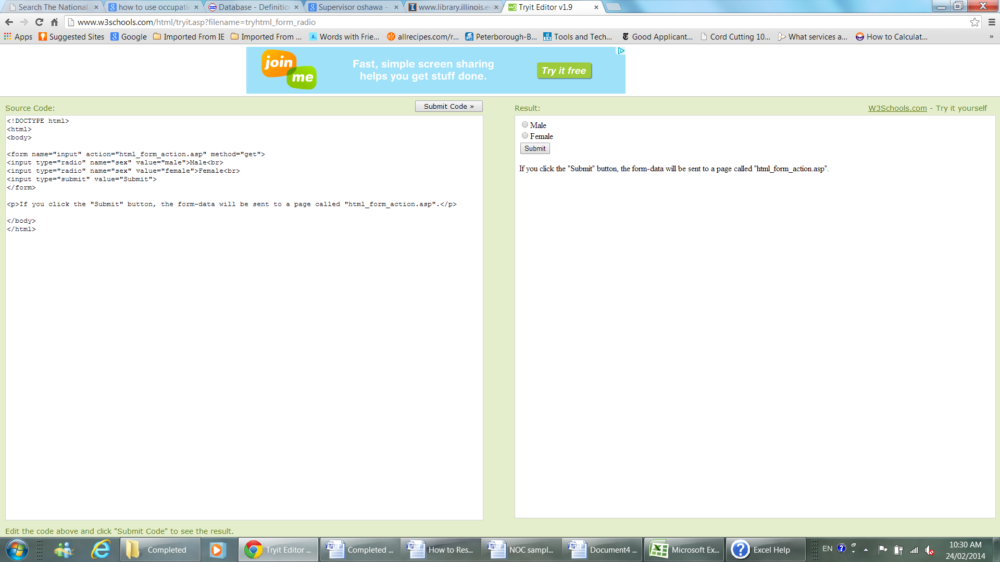 Search The National
how to use occupati
Database - Definitio
Supervisor oshawa -
www.library.illinois.e
Tryit Editor v1.9
www.w3schools.com/html/tryit.asp?filename=tryhtml_form_radio
Apps
Suggested Sites
Google
Imported From IE
Imported From ...
Words with Frie...
allrecipes.com/r...
Peterborough-B...
Tools and Tech...
Good Applicant...
Cord Cutting 10...
What services a...
How to Calculat...
»
join
me
Fast, simple screen sharing
helps you get stuff done.
Try it free
Source Code:
Submit Code »
<!DOCTYPE html>
<html>
<body>
<form name="input" action="html_form_action.asp" method="get">
<input type="radio" name="sex" value="male">Male<br>
<input type="radio" name="sex" value="female">Female<br>
<input type="submit" value="Submit">
</form>
<p>If you click the "Submit" button, the form-data will be sent to a page called "html_form_action.asp".</p>
</body>
</html>
Edit the code above and click "Submit Code" to see the result.
Result:
W3Schools.com - Try it yourself
Male
Female
Submit
If you click the "Submit" button, the form-data will be sent to a page called "html_form_action.asp".
Completed
Tryit Editor ...
Completed ...
How to Res...
NOC sampl...
Document4 ...
Microsoft Ex...
Excel Help
EN
10:30 AM
24/02/2014